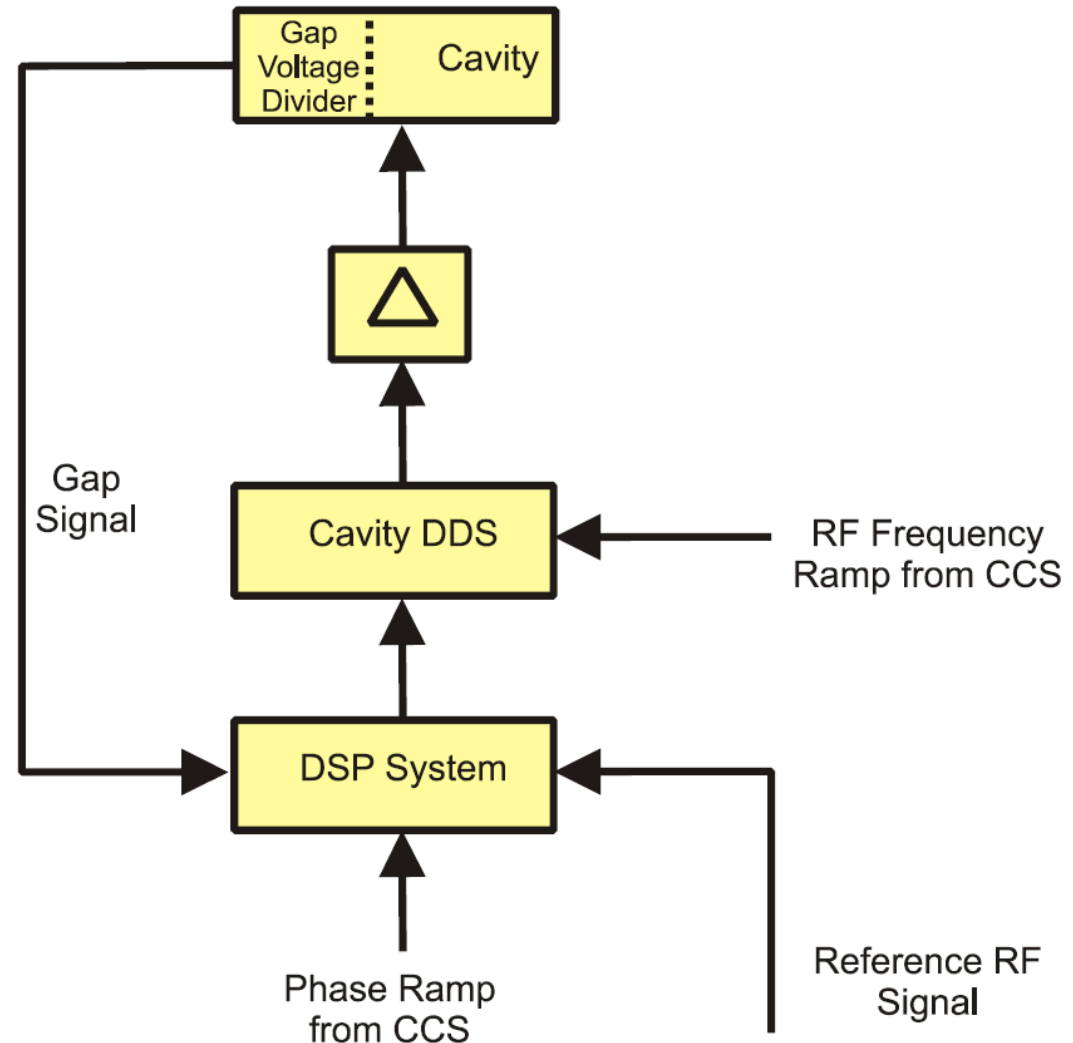 Gap
Voltage
Divider
Cavity
Gap
Signal
Cavity DDS
RF Frequency
Ramp from CCS
DSP System
Phase Ramp
from CCS
Reference RF
Signal